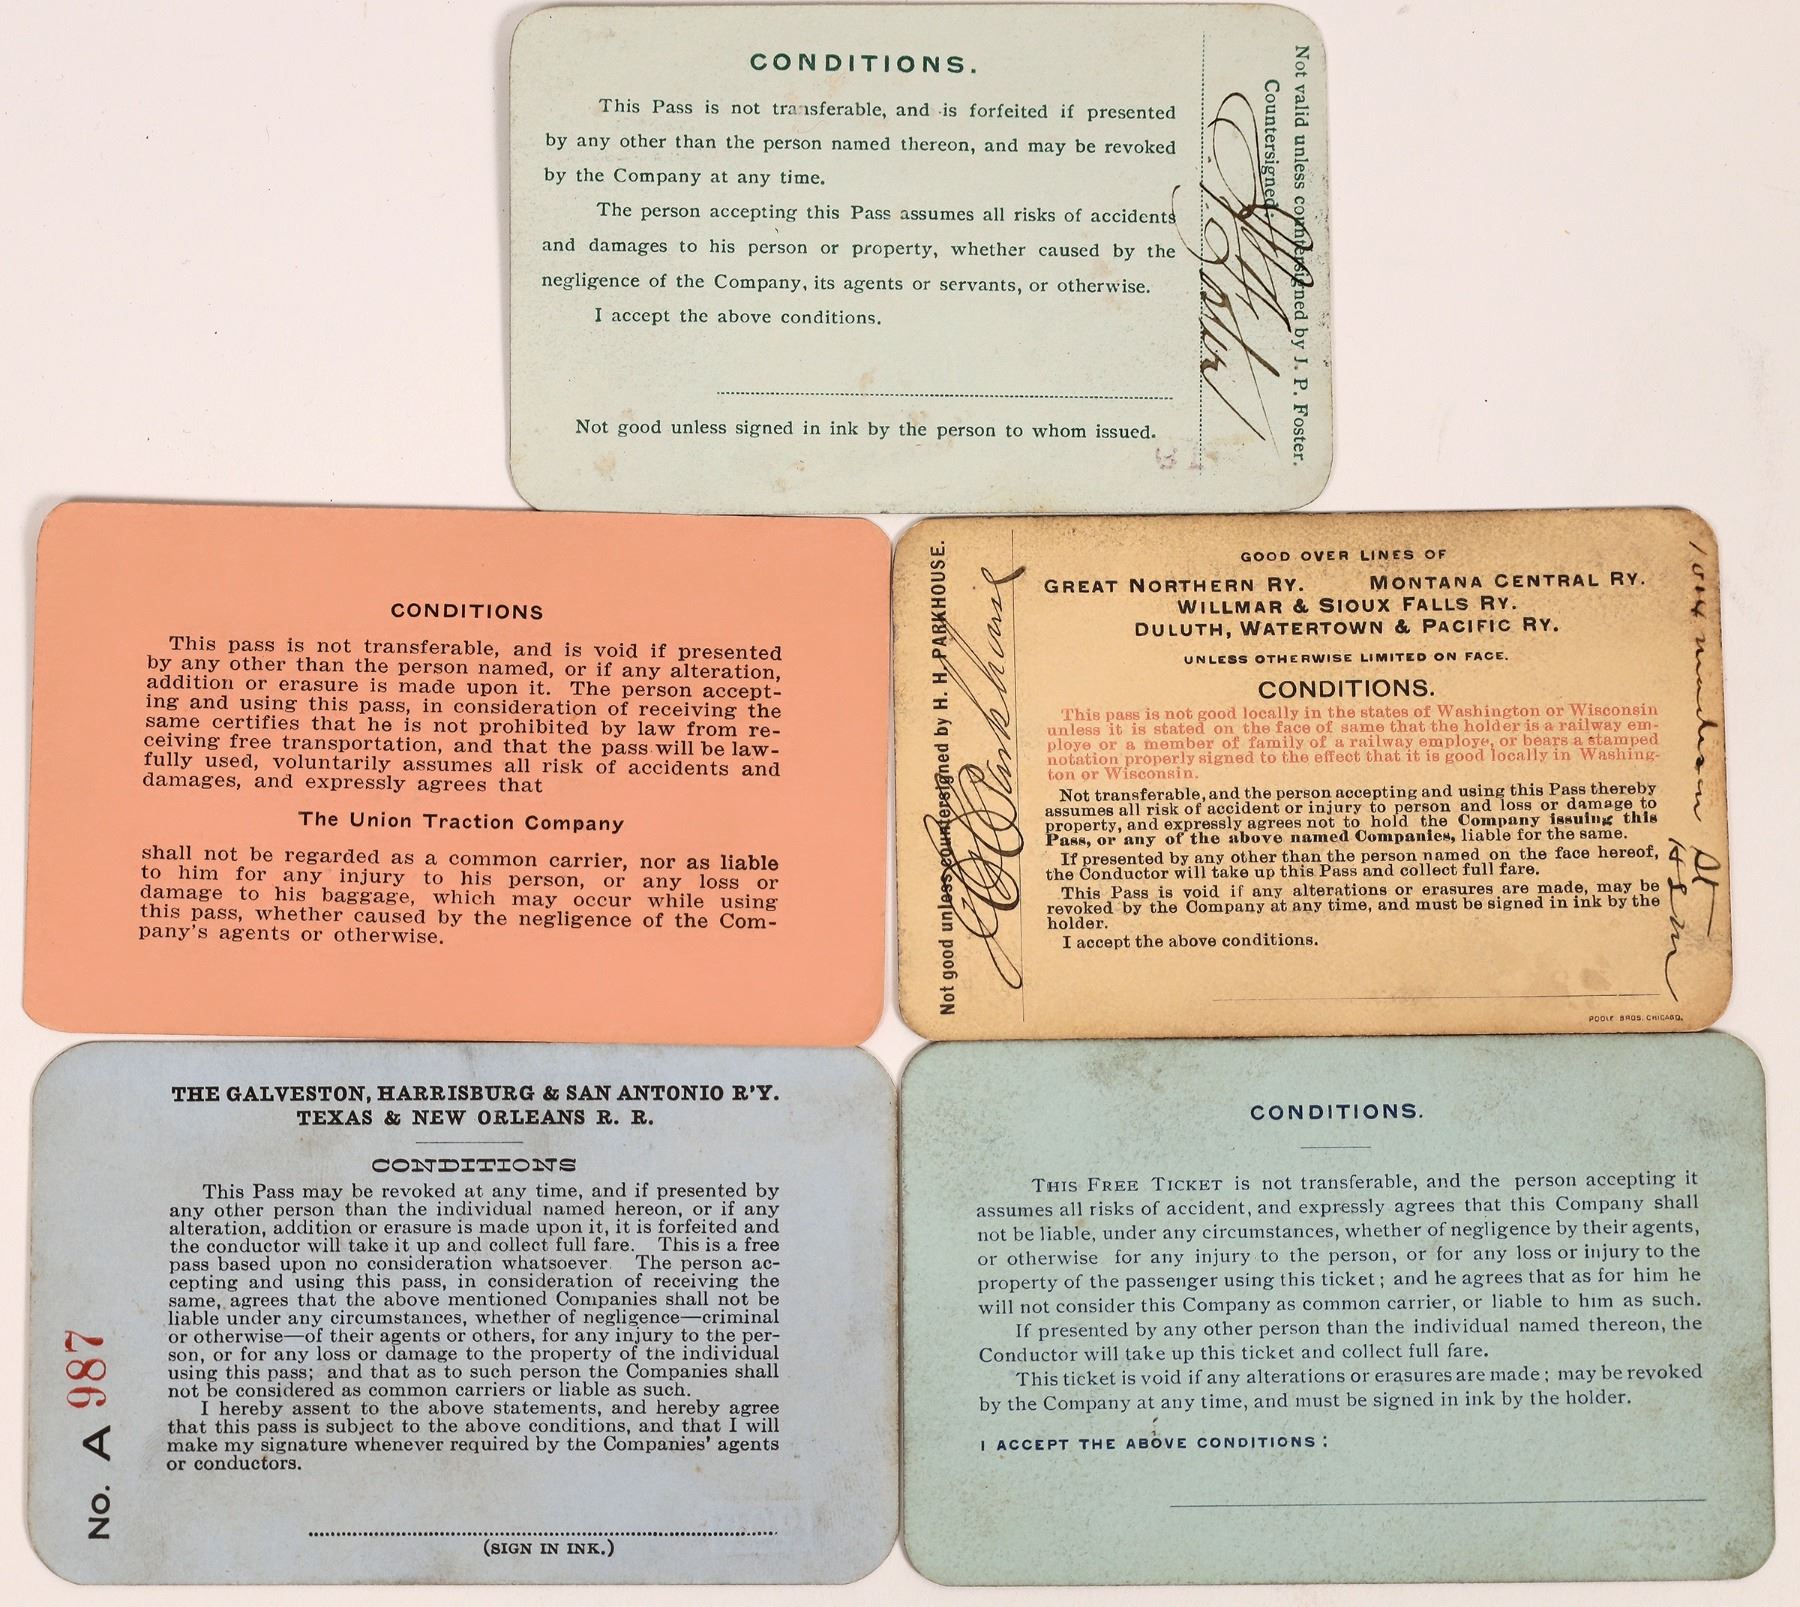 CONDITIONS.
This Pass is not transferable, and is forfeited if presented
by any other than the person named thereon, and may be revoked
by the Company at any time.
The person accepting this Pass assumes all risks of accidents
and damages to his person or property, whether caused by the
negligence of the Company, its agents or servants, or otherwise.
I accept the above conditions.
Not good unless signed in ink by the person to whom issued.
Not valid unless countersigned by J. P. Foster.
Countersigned:
J. P. Foster
CONDITIONS
This pass is not transferable, and is void if presented
by any other than the person named, or if any alteration,
addition or erasure is made upon it. The person accept-
ing and using this pass, in consideration of receiving the
same certifies that he is not prohibited by law from re-
ceiving free transportation, and that the pass will be law-
fully used, voluntarily assumes all risk of accidents and
damages, and expressly agrees that
The Union Traction Company
shall not be regarded as a common carrier, nor as liable
to him for any injury to his person, or any loss or
damage to his baggage, which may occur while using
this pass, whether caused by the negligence of the Com-
pany's agents or otherwise.
Not good unless countersigned by H. H. PARKHOUSE.
H H Parkhouse
GOOD OVER LINES OF
GREAT NORTHERN RY. MONTANA CENTRAL RY.
WILLMAR & SIOUX FALLS RY.
DULUTH, WATERTOWN & PACIFIC RY.
UNLESS OTHERWISE LIMITED ON FACE.
CONDITIONS.
This pass is not good locally in the states of Washington or Wisconsin
unless it is stated on the face of same that the holder is a railway em-
ploye or a member of family of a railway employe, or bears a stamped
notation properly signed to the effect that it is good locally in Washing-
ton or Wisconsin.
Not transferable, and the person accepting and using this Pass thereby
assumes all risk of accident or injury to person and loss or damage to
property, and expressly agrees not to hold the Company issuing this
Pass, or any of the above named Companies, liable for the same.
If presented by any other than the person named on the face hereof,
the Conductor will take up this Pass and collect full fare.
This Pass is void if any alterations or erasures are made, may be
revoked by the Company at any time, and must be signed in ink by the
holder.
I accept the above conditions.
POOLE BROS. CHICAGO.
St
THE GALVESTON, HARRISBURG & SAN ANTONIO R'Y.
TEXAS & NEW ORLEANS R. R.
CONDITIONS
This Pass may be revoked at any time, and if presented by
any other person than the individual named hereon, or if any
alteration, addition or erasure is made upon it, it is forfeited and
the conductor will take it up and collect full fare. This is a free
pass based upon no consideration whatsoever. The person ac-
cepting and using this pass, in consideration of receiving the
same, agrees that the above mentioned Companies shall not be
liable under any circumstances, whether of negligence—criminal
or otherwise—of their agents or others, for any injury to the per-
son, or for any loss or damage to the property of the individual
using this pass; and that as to such person the Companies shall
not be considered as common carriers or liable as such.
I hereby assent to the above statements, and hereby agree
that this pass is subject to the above conditions, and that I will
make my signature whenever required by the Companies' agents
or conductors.
(SIGN IN INK.)
No. A 987
CONDITIONS.
THIS FREE TICKET is not transferable, and the person accepting it
assumes all risks of accident, and expressly agrees that this Company shall
not be liable, under any circumstances, whether of negligence by their agents,
or otherwise for any injury to the person, or for any loss or injury to the
property of the passenger using this ticket; and he agrees that as for him he
will not consider this Company as common carrier, or liable to him as such.
If presented by any other person than the individual named thereon, the
Conductor will take up this ticket and collect full fare.
This ticket is void if any alterations or erasures are made; may be revoked
by the Company at any time, and must be signed in ink by the holder.
I ACCEPT THE ABOVE CONDITIONS: